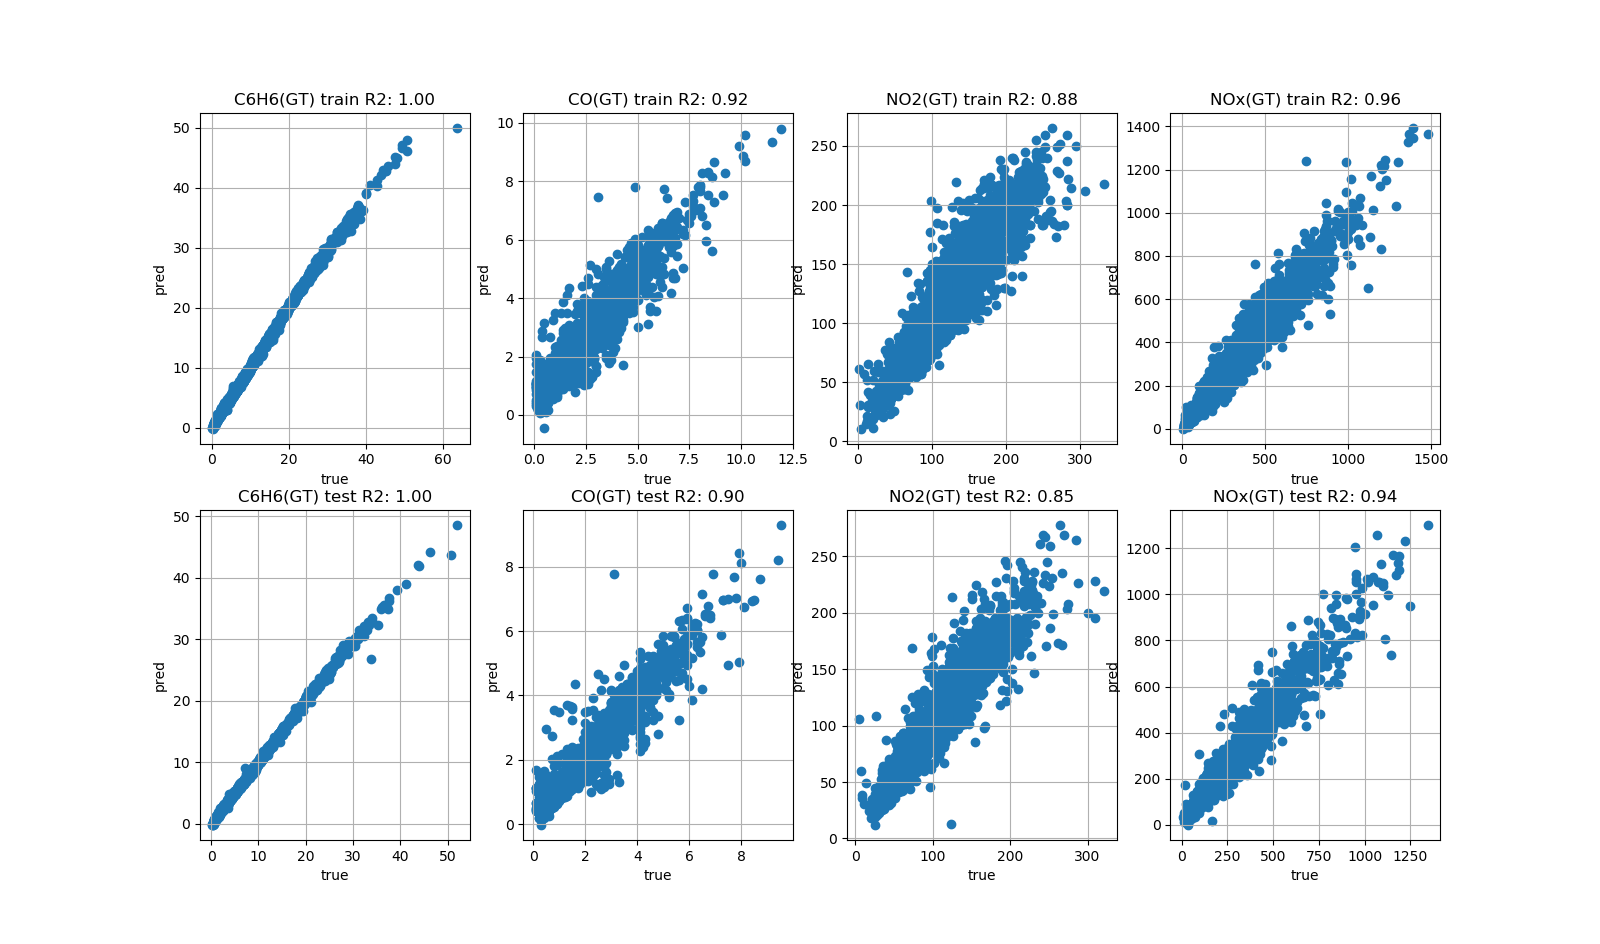 C6H6(GT) train R2: 1.00
50
40
30
20
10
0
pred
0 20 40 60
true
CO(GT) train R2: 0.92
10
8
6
4
2
0
pred
0.0 2.5 5.0 7.5 10.0 12.5
true
NO2(GT) train R2: 0.88
250
200
150
100
50
0
pred
0 100 200 300
true
NOx(GT) train R2: 0.96
1400
1200
1000
800
600
400
200
0
pred
0 500 1000 1500
true
C6H6(GT) test R2: 1.00
50
40
30
20
10
0
pred
0 10 20 30 40 50
true
CO(GT) test R2: 0.90
8
6
4
2
0
pred
0 2 4 6 8
true
NO2(GT) test R2: 0.85
250
200
150
100
50
0
pred
0 100 200 300
true
NOx(GT) test R2: 0.94
1200
1000
800
600
400
200
0
pred
0 250 500 750 1000 1250
true